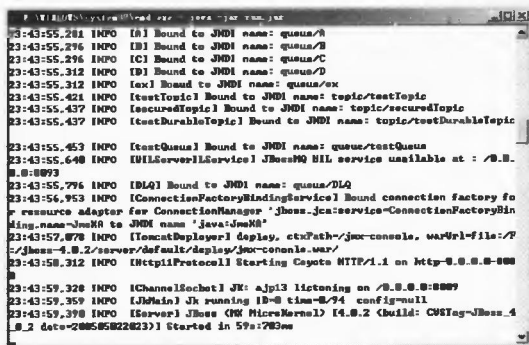 F:\WINDOWS\system32\cmd.exe - java -jar run.jar
23:43:55,281 INFO [A] Bound to JNDI name: queue/A
23:43:55,296 INFO [B] Bound to JNDI name: queue/B
23:43:55,296 INFO [C] Bound to JNDI name: queue/C
23:43:55,312 INFO [D] Bound to JNDI name: queue/D
23:43:55,312 INFO [ex] Bound to JNDI name: queue/ex
23:43:55,421 INFO [testTopic] Bound to JNDI name: topic/testTopic
23:43:55,437 INFO [securedTopic] Bound to JNDI name: topic/securedTopic
23:43:55,437 INFO [testDurableTopic] Bound to JNDI name: topic/testDurableTopic
23:43:55,453 INFO [testQueue] Bound to JNDI name: queue/testQueue
23:43:55,640 INFO [UILServerILService] JBossMQ UIL service available at : /0.0.
0.0:8093
23:43:55,796 INFO [DLQ] Bound to JNDI name: queue/DLQ
23:43:56,953 INFO [ConnectionFactoryBindingService] Bound connection factory fo
r resource adapter for ConnectionManager 'jboss.jca:service=ConnectionFactoryBin
ding,name=JmsXA to JNDI name 'java:JmsXA'
23:43:57,078 INFO [TomcatDeployer] deploy, ctxPath=/jmx-console, warUrl=file:/F
:/jboss-4.0.2/server/default/deploy/jmx-console.war/
23:43:58,312 INFO [Http11Protocol] Starting Coyote HTTP/1.1 on http-0.0.0.0-808
0
23:43:59,328 INFO [ChannelSocket] JK: ajp13 listening on /0.0.0.0:8009
23:43:59,359 INFO [JkMain] Jk running ID=0 time=0/94 config=null
23:43:59,390 INFO [Server] JBoss (MX MicroKernel) [4.0.2 (build: CVSTag=JBoss_4
_0_2 date=200505022023)] Started in 59s:703ms